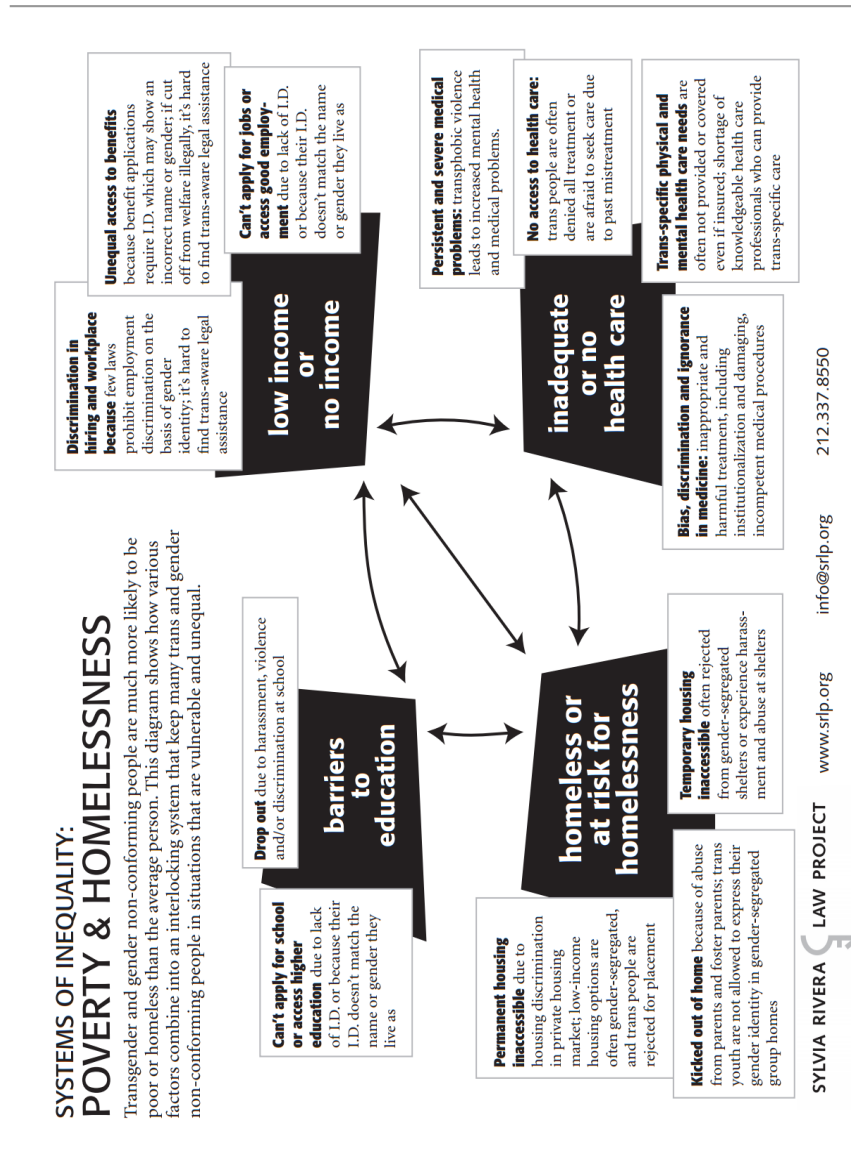 SYSTEMS OF INEQUALITY:
POVERTY & HOMELESSNESS
Transgender and gender non-conforming people are much more likely to be
poor or homeless than the average person. This diagram shows how various
factors combine into an interlocking system that keep many trans and gender
non-conforming people in situations that are vulnerable and unequal.
Discrimination in
hiring and workplace
because few laws
prohibit employment
discrimination on the
basis of gender
identity; it's hard to
find trans-aware legal
assistance
Unequal access to benefits
because benefit applications
require I.D. which may show an
incorrect name or gender; if cut
off from welfare illegally, it's hard
to find trans-aware legal assistance
Can't apply for jobs or
access good employ-
ment due to lack of I.D.
or because their I.D.
doesn't match the name
or gender they live as
low income
or
no income
Drop out due to harassment, violence
and/or discrimination at school
Can't apply for school
or access higher
education due to lack
of I.D. or because their
I.D. doesn't match the
name or gender they
live as
barriers
to
education
Persistent and severe medical
problems: transphobic violence
leads to increased mental health
and medical problems.
No access to health care:
trans people are often
denied all treatment or
are afraid to seek care due
to past mistreatment
Trans-specific physical and
mental health care needs are
often not provided or covered
even if insured; shortage of
knowledgeable health care
professionals who can provide
trans-specific care
inadequate
or no
health care
Bias, discrimination and ignorance
in medicine: inappropriate and
harmful treatment, including
institutionalization and damaging,
incompetent medical procedures
Permanent housing
inaccessible due to
housing discrimination
in private housing
market; low-income
housing options are
often gender-segregated,
and trans people are
rejected for placement
homeless or
at risk for
homelessness
Temporary housing
inaccessible often rejected
from gender-segregated
shelters or experience harass-
ment and abuse at shelters
Kicked out of home because of abuse
from parents and foster parents; trans
youth are not allowed to express their
gender identity in gender-segregated
group homes
SYLVIA RIVERA LAW PROJECT www.srlp.org info@srlp.org 212.337.8550